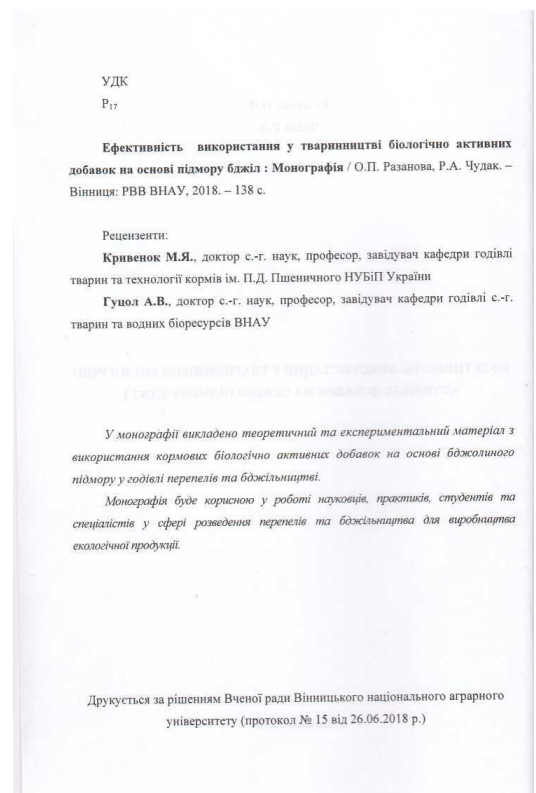 УДК
Р17
Ефективність використання у тваринництві біологічно активних
добавок на основі підмору бджіл : Монографія / О.П. Разанова, Р.А. Чудак. –
Вінниця: РВВ ВНАУ, 2018. – 138 с.
Рецензенти:
Кривенок М.Я., доктор с.-г. наук, професор, завідувач кафедри годівлі
тварин та технології кормів ім. П.Д. Пшеничного НУБіП України
Гуцол А.В., доктор с.-г. наук, професор, завідувач кафедри годівлі с.-г.
тварин та водних біоресурсів ВНАУ
У монографії викладено теоретичний та експериментальний матеріал з
використання кормових біологічно активних добавок на основі бджолиного
підмору у годівлі перепелів та бджільництві.
Монографія буде корисною у роботі науковців, практиків, студентів та
спеціалістів у сфері розведення перепелів та бджільництва для виробництва
екологічної продукції.
Друкується за рішенням Вченої ради Вінницького національного аграрного
університету (протокол № 15 від 26.06.2018 р.)